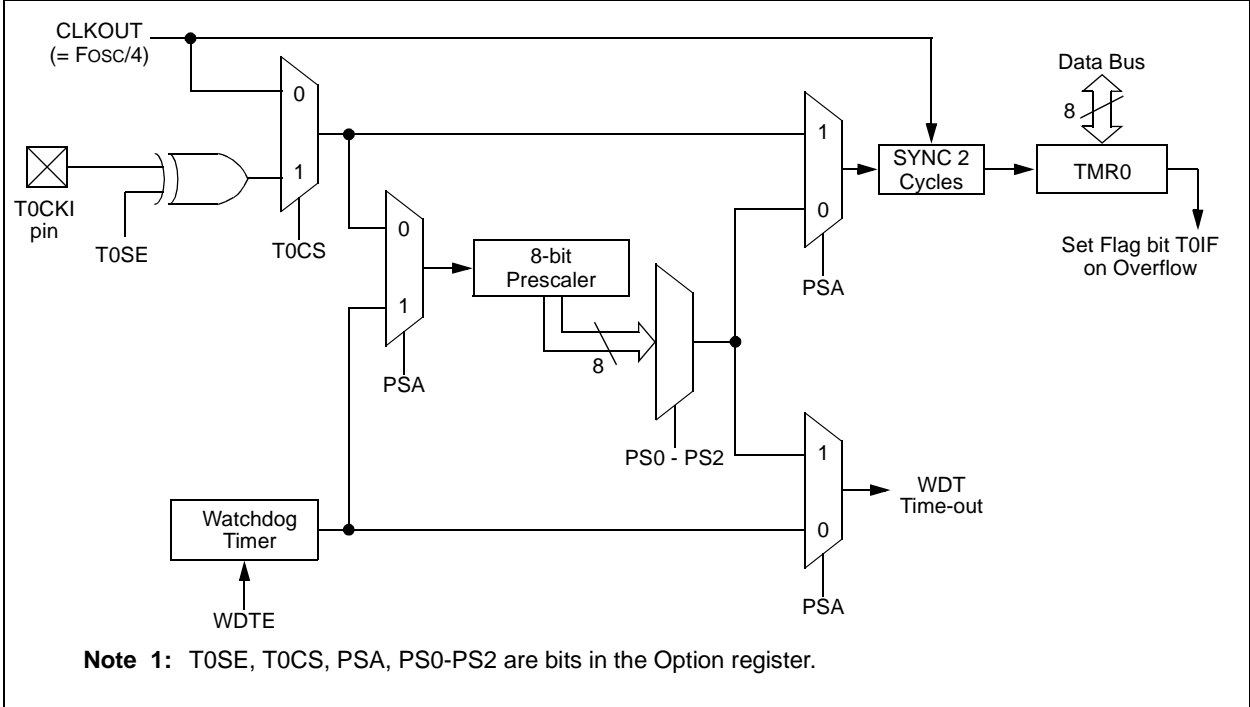 CLKOUT
(= FOSC/4)
Data Bus
0
8
1
T0CKI
pin
1
SYNC 2
Cycles
TMR0
T0SE
T0CS
0
8-bit
Prescaler
0
PSA
Set Flag bit T0IF
on Overflow
1
8
PSA
PS0 - PS2
1
WDT
Time-out
Watchdog
Timer
0
WDTE
PSA
Note 1: T0SE, T0CS, PSA, PS0-PS2 are bits in the Option register.